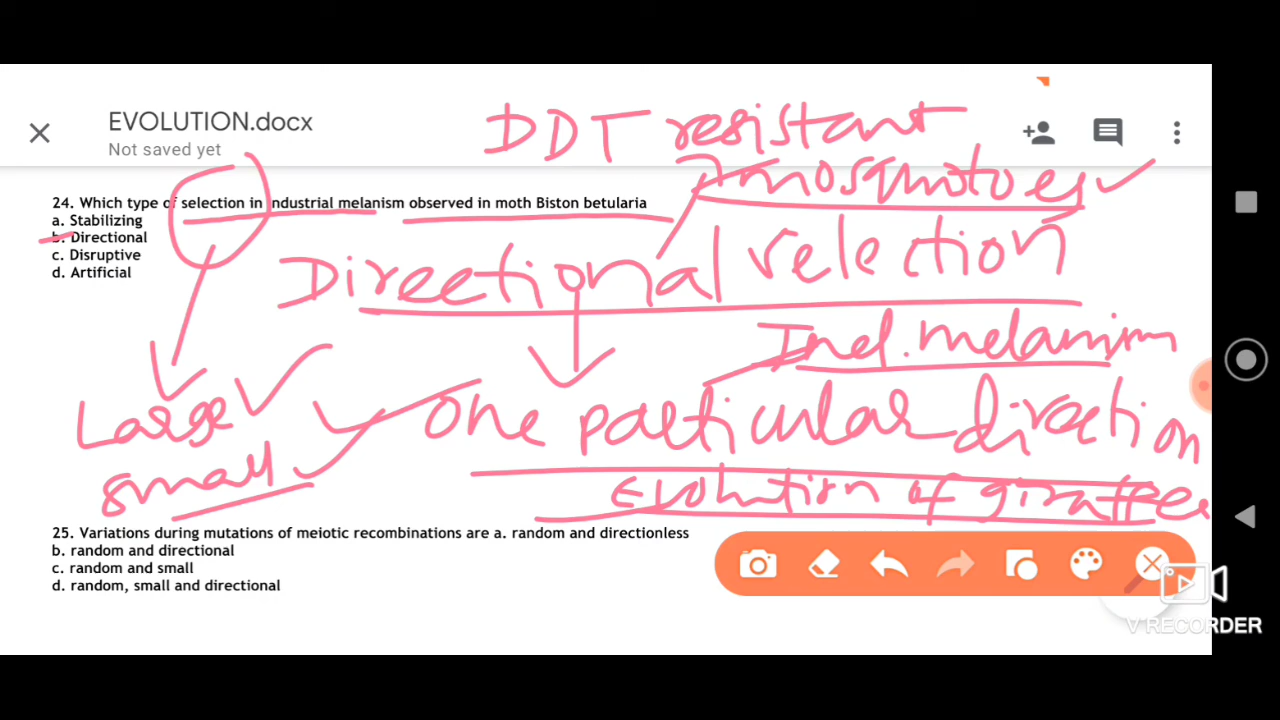 EVOLUTION.docx
Not saved yet
DDT resistant
mosquitoes
24. Which type of selection in industrial melanism observed in moth Biston betularia
a. Stabilizing
b. Directional
c. Disruptive
d. Artificial
Directional selection
Ind. melanism
Large
small
One particular direction
Evolution of giraffes
25. Variations during mutations of meiotic recombinations are a. random and directionless
b. random and directional
c. random and small
d. random, small and directional
V RECORDER